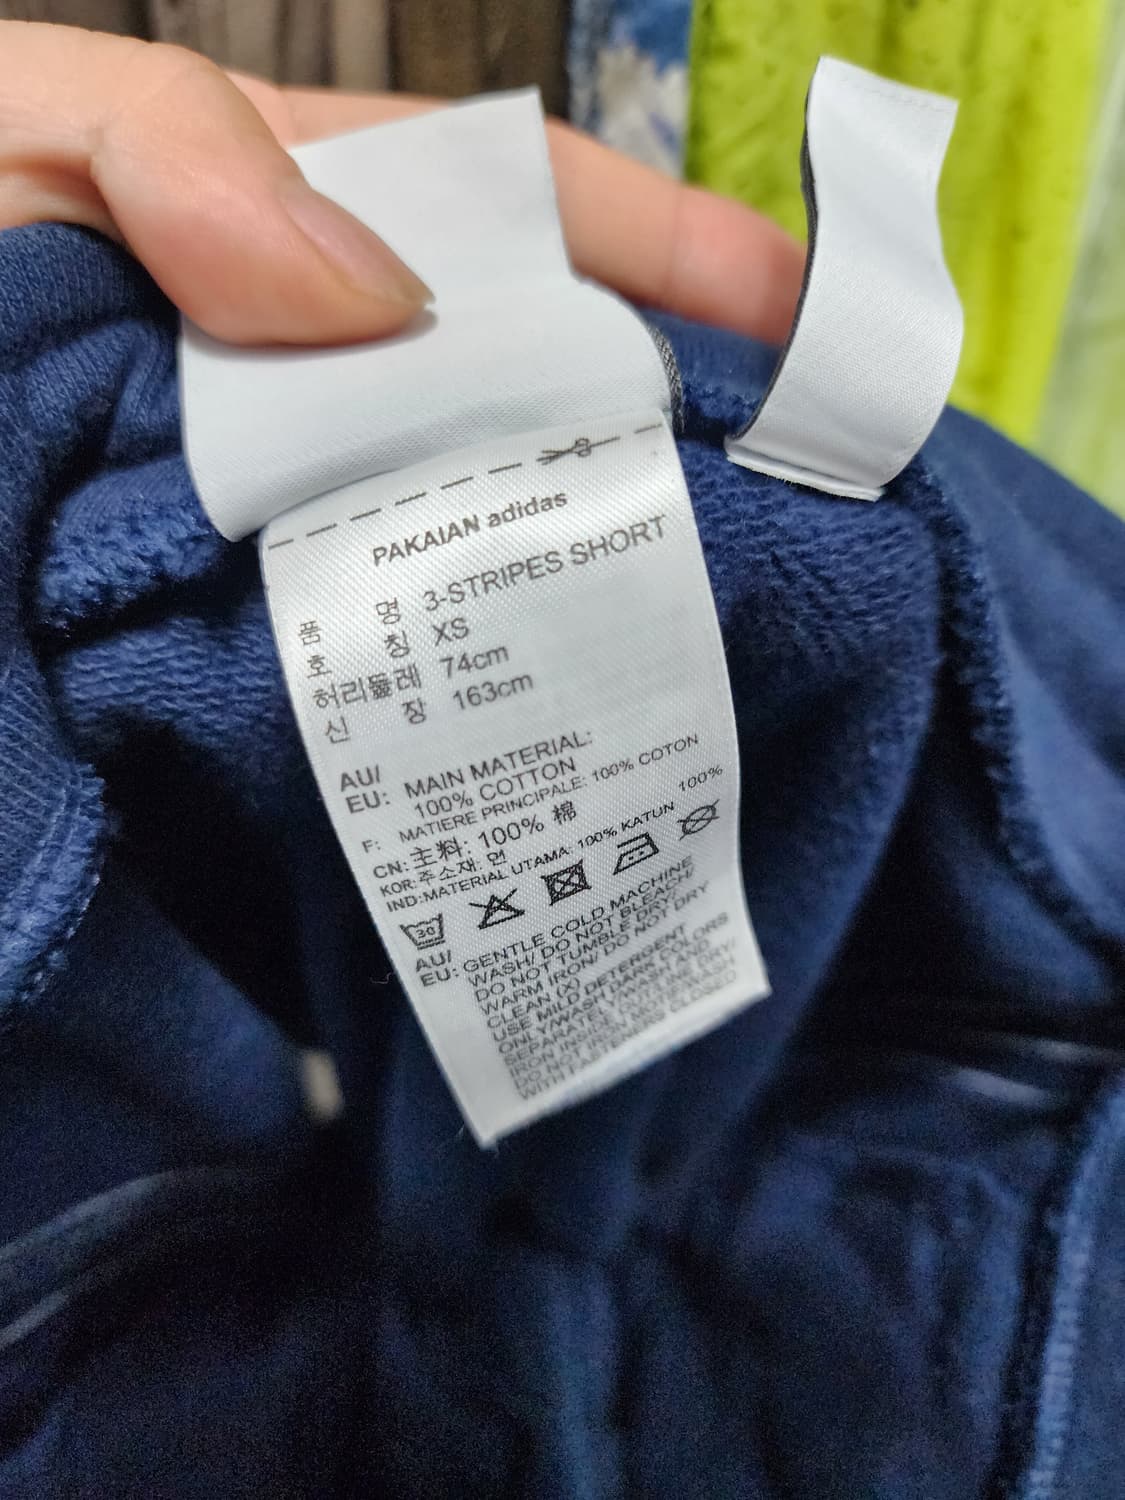 PAKAIAN adidas
품 명 3-STRIPES SHORT
호 칭 XS
허리둘레 74cm
신 장 163cm
AU/
EU: MAIN MATERIAL:
100% COTTON
F: MATIERE PRINCIPALE: 100% COTON
CN: 主料: 100% 棉
KOR: 주소재: 면 100%
IND: MATERIAL UTAMA: 100% KATUN
30
AU/
EU: GENTLE COLD MACHINE
WASH/ DO NOT BLEACH/
DO NOT TUMBLE DRY/
WARM IRON/ DO NOT DRY
CLEAN (X)
USE MILD DETERGENT
ONLY/WASH DARK COLORS
SEPARATELY/WASH AND
IRON INSIDE OUT/LINE DRY/
DO NOT IRON TRIMS/WASH
WITH FASTENERS CLOSED